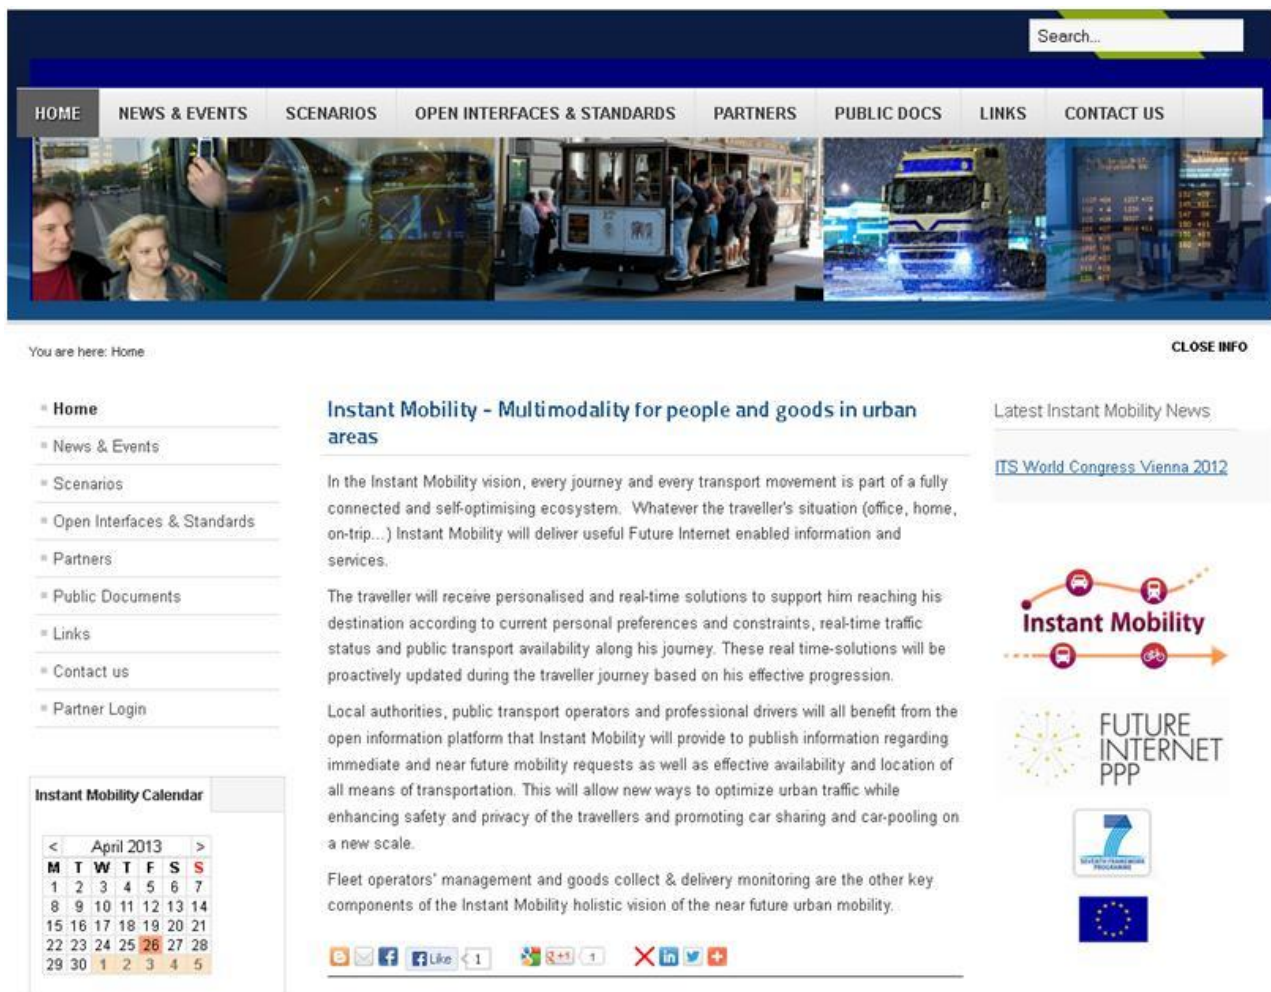 Search...
HOME NEWS & EVENTS SCENARIOS OPEN INTERFACES & STANDARDS PARTNERS PUBLIC DOCS LINKS CONTACT US
You are here: Home
CLOSE INFO
Home
News & Events
Scenarios
Open Interfaces & Standards
Partners
Public Documents
Links
Contact us
Partner Login
Instant Mobility Calendar
< April 2013 >
M T W T F S S
1 2 3 4 5 6 7
8 9 10 11 12 13 14
15 16 17 18 19 20 21
22 23 24 25 26 27 28
29 30 1 2 3 4 5
Instant Mobility - Multimodality for people and goods in urban
areas
In the Instant Mobility vision, every journey and every transport movement is part of a fully
connected and self-optimising ecosystem. Whatever the traveller's situation (office, home,
on-trip...) Instant Mobility will deliver useful Future Internet enabled information and
services.
The traveller will receive personalised and real-time solutions to support him reaching his
destination according to current personal preferences and constraints, real-time traffic
status and public transport availability along his journey. These real time-solutions will be
proactively updated during the traveller journey based on his effective progression.
Local authorities, public transport operators and professional drivers will all benefit from the
open information platform that Instant Mobility will provide to publish information regarding
immediate and near future mobility requests as well as effective availability and location of
all means of transportation. This will allow new ways to optimize urban traffic while
enhancing safety and privacy of the travellers and promoting car sharing and car-pooling on
a new scale.
Fleet operators' management and goods collect & delivery monitoring are the other key
components of the Instant Mobility holistic vision of the near future urban mobility.
Like 1 +1 1
Latest Instant Mobility News
ITS World Congress Vienna 2012
Instant Mobility
FUTURE
INTERNET
PPP
SEVENTH FRAMEWORK
PROGRAMME